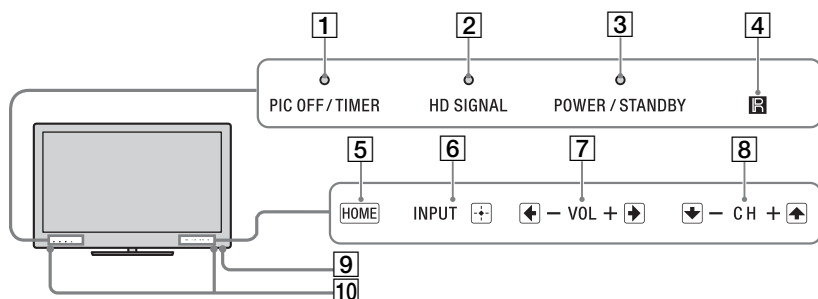 1 2 3 4
PIC OFF / TIMER HD SIGNAL POWER / STANDBY R
5 6 7 8
HOME INPUT - VOL + - CH +
9
10